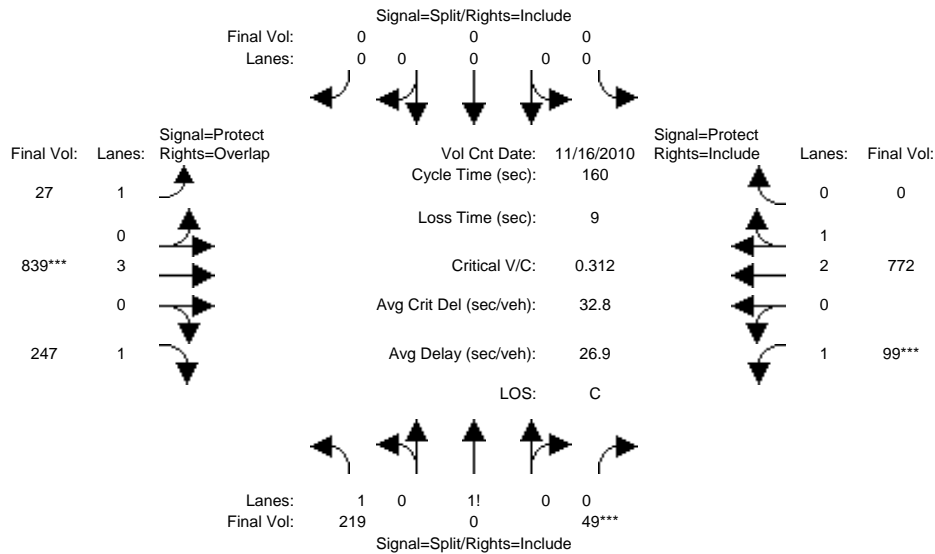 Signal=Split/Rights=Include
Final Vol: 0 0 0
Lanes: 0 0 0 0 0
Signal=Protect Signal=Protect
Final Vol: Lanes: Rights=Overlap Vol Cnt Date: 11/16/2010 Rights=Include Lanes: Final Vol:
Cycle Time (sec): 160
27 1 0 0
Loss Time (sec): 9
0 1
839*** 3 Critical V/C: 0.312 2 772
0 Avg Crit Del (sec/veh): 32.8 0
247 1 Avg Delay (sec/veh): 26.9 1 99***
LOS: C
Lanes: 1 0 1! 0 0
Final Vol: 219 0 49***
Signal=Split/Rights=Include